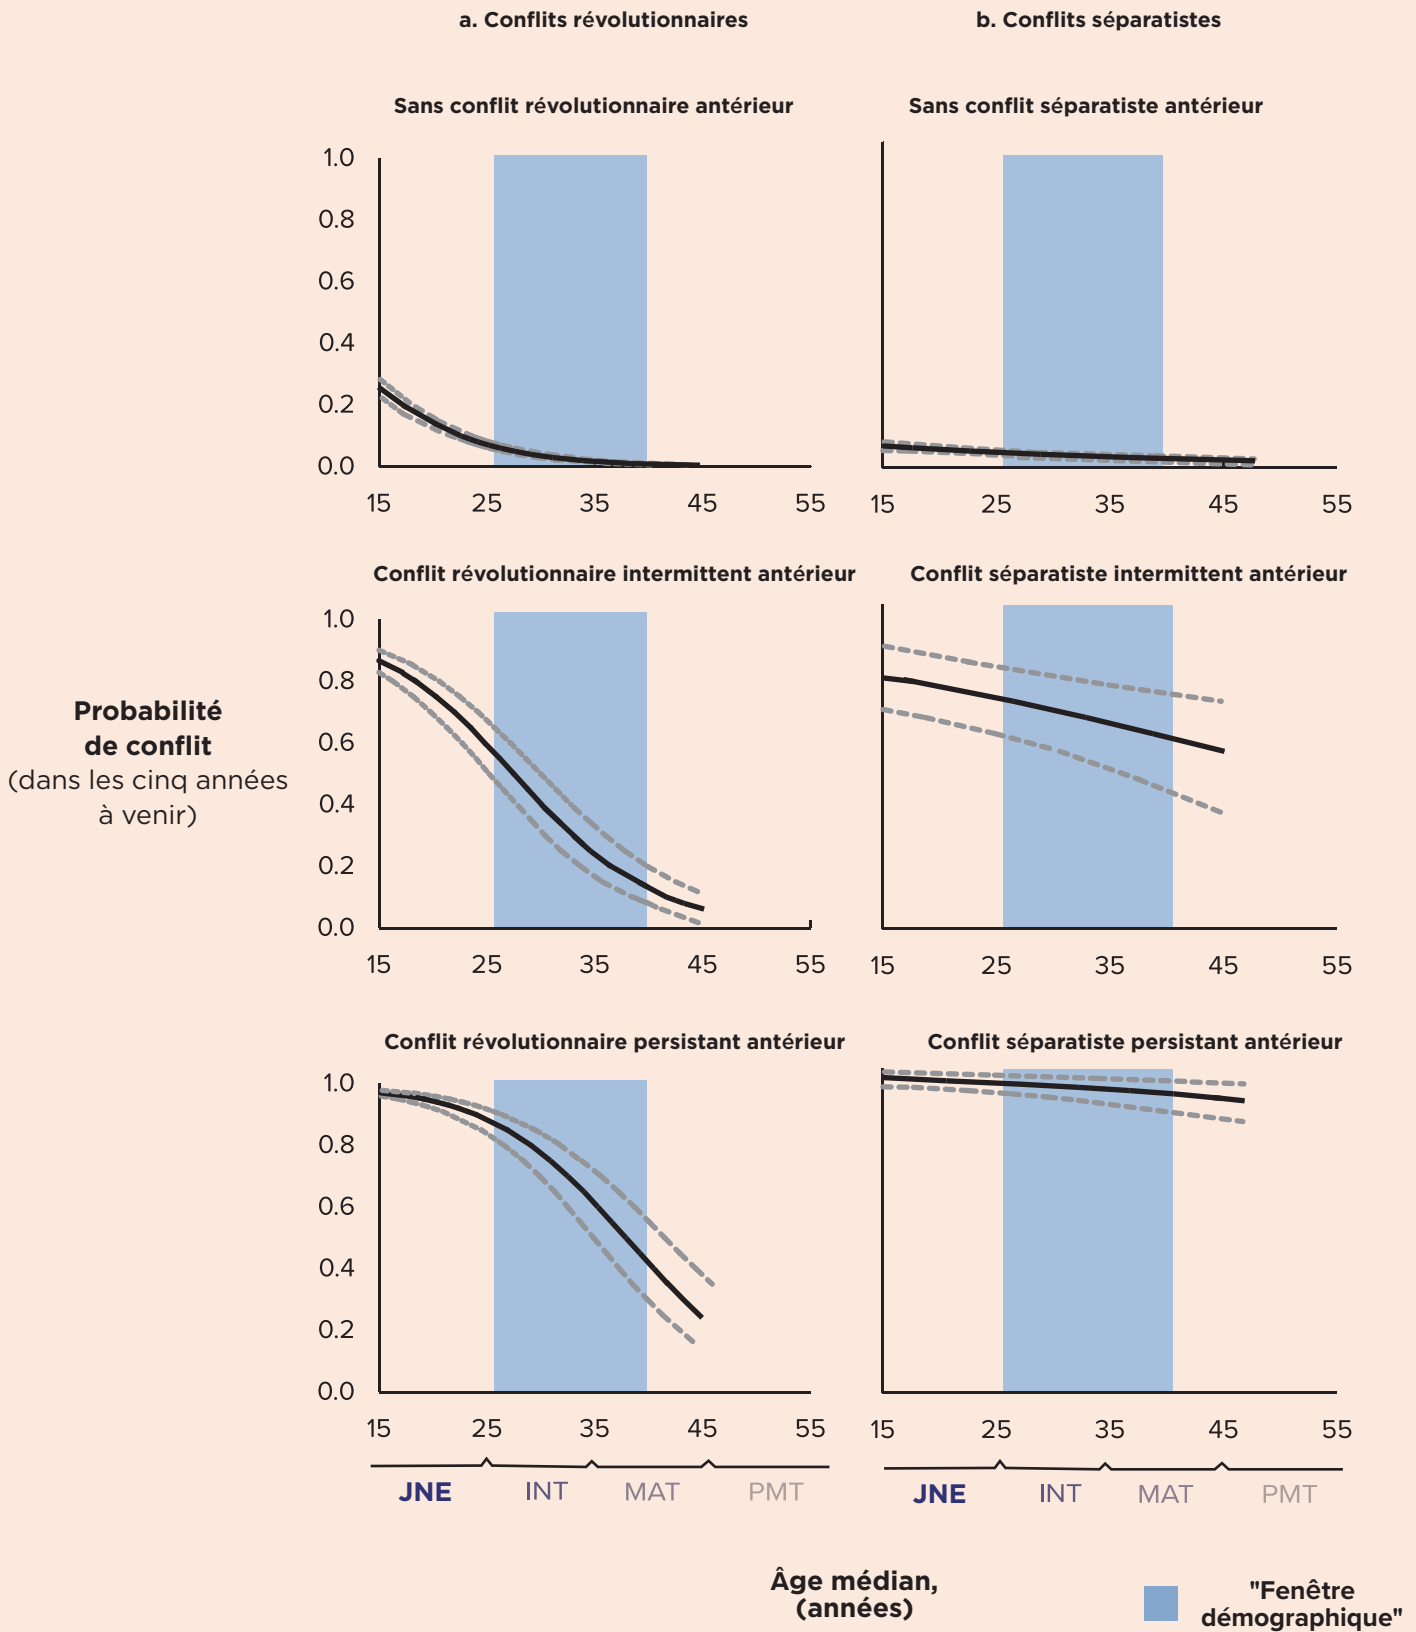 a. Conflits révolutionnaires
b. Conflits séparatistes
Sans conflit révolutionnaire antérieur
Sans conflit séparatiste antérieur
1.0
0.8
0.6
0.4
0.2
0.0
15 25 35 45 55
15 25 35 45 55
Conflit révolutionnaire intermittent antérieur
Conflit séparatiste intermittent antérieur
Probabilité
de conflit
(dans les cinq années
à venir)
1.0
0.8
0.6
0.4
0.2
0.0
15 25 35 45 55
15 25 35 45 55
Conflit révolutionnaire persistant antérieur
Conflit séparatiste persistant antérieur
1.0
0.8
0.6
0.4
0.2
0.0
15 25 35 45 55
15 25 35 45 55
JNE INT MAT PMT
JNE INT MAT PMT
Âge médian,
(années)
"Fenêtre
démographique"